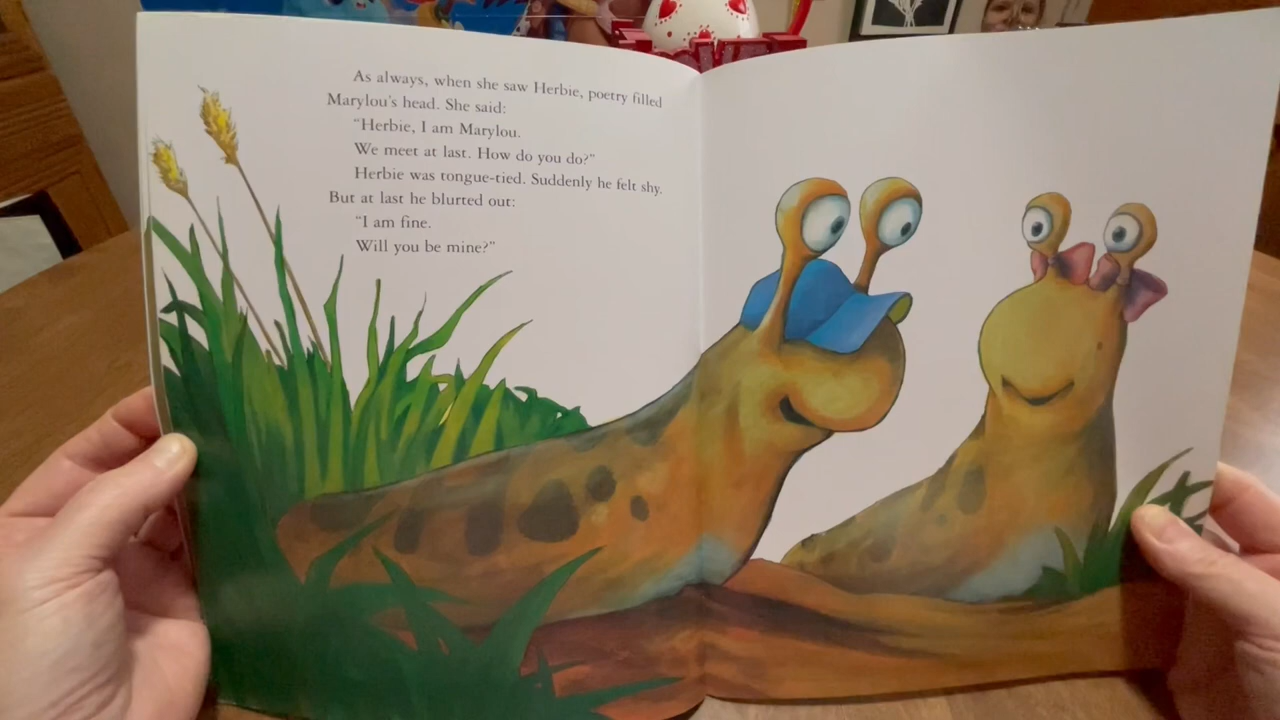 As always, when she saw Herbie, poetry filled
Marylou's head. She said:
"Herbie, I am Marylou.
We meet at last. How do you do?"
Herbie was tongue-tied. Suddenly he felt shy.
But at last he blurted out:
"I am fine.
Will you be mine?"